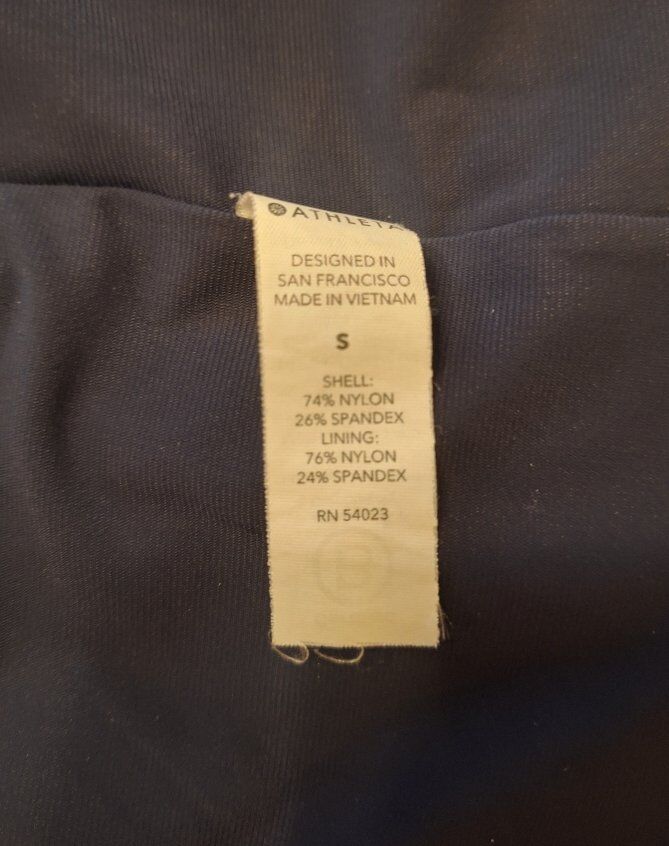 ATHLETA
DESIGNED IN
SAN FRANCISCO
MADE IN VIETNAM
S
SHELL:
74% NYLON
26% SPANDEX
LINING:
76% NYLON
24% SPANDEX
RN 54023